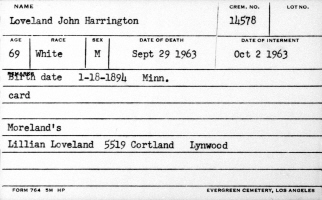 NAME CREM. NO. LOT NO.
Loveland John Harrington 14578
AGE RACE SEX DATE OF DEATH DATE OF INTERMENT
69 White M Sept 29 1963 Oct 2 1963
REMARKS
Birth date 1-18-1894 Minn.
card
Moreland's
Lillian Loveland 5519 Cortland Lynwood
FORM 764 5M HP EVERGREEN CEMETERY, LOS ANGELES